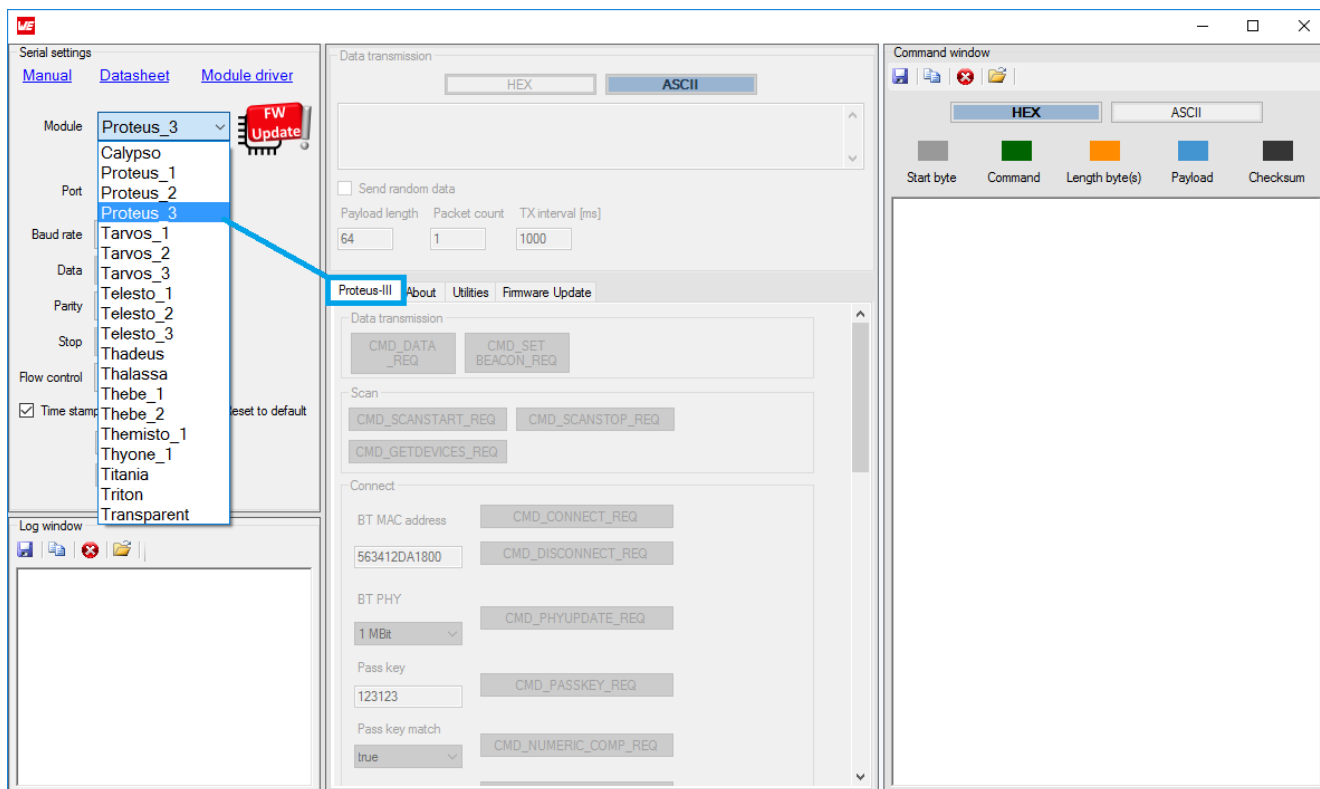 WE
Serial settings
Manual Datasheet Module driver
Module Proteus_3
FW
Update
Calypso
Proteus_1
Port Proteus_2
Proteus_3
Baud rate Tarvos_1
Tarvos_2
Data Tarvos_3
Telesto_1
Parity Telesto_2
Telesto_3
Stop Thadeus
Flow control Thalassa
Thebe_1
Time stamp Thebe_2 Reset to default
Themisto_1
Thyone_1
Titania
Triton
Transparent
Log window
Data transmission
HEX ASCII
Send random data
Payload length Packet count TX interval [ms]
64 1 1000
Proteus-III About Utilities Firmware Update
Data transmission
CMD_DATA CMD_SET
_REQ BEACON_REQ
Scan
CMD_SCANSTART_REQ CMD_SCANSTOP_REQ
CMD_GETDEVICES_REQ
Connect
BT MAC address CMD_CONNECT_REQ
563412DA1800 CMD_DISCONNECT_REQ
BT PHY
CMD_PHYUPDATE_REQ
1 MBit
Pass key
CMD_PASSKEY_REQ
123123
Pass key match
CMD_NUMERIC_COMP_REQ
true
Command window
HEX ASCII
Start byte Command Length byte(s) Payload Checksum